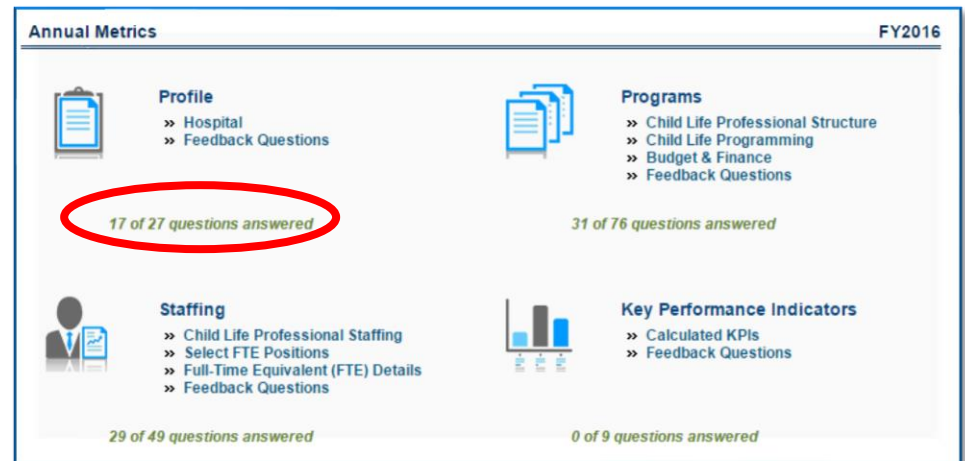 Annual Metrics FY2016
Profile
» Hospital
» Feedback Questions
17 of 27 questions answered
Programs
» Child Life Professional Structure
» Child Life Programming
» Budget & Finance
» Feedback Questions
31 of 76 questions answered
Staffing
» Child Life Professional Staffing
» Select FTE Positions
» Full-Time Equivalent (FTE) Details
» Feedback Questions
29 of 49 questions answered
Key Performance Indicators
» Calculated KPIs
» Feedback Questions
0 of 9 questions answered